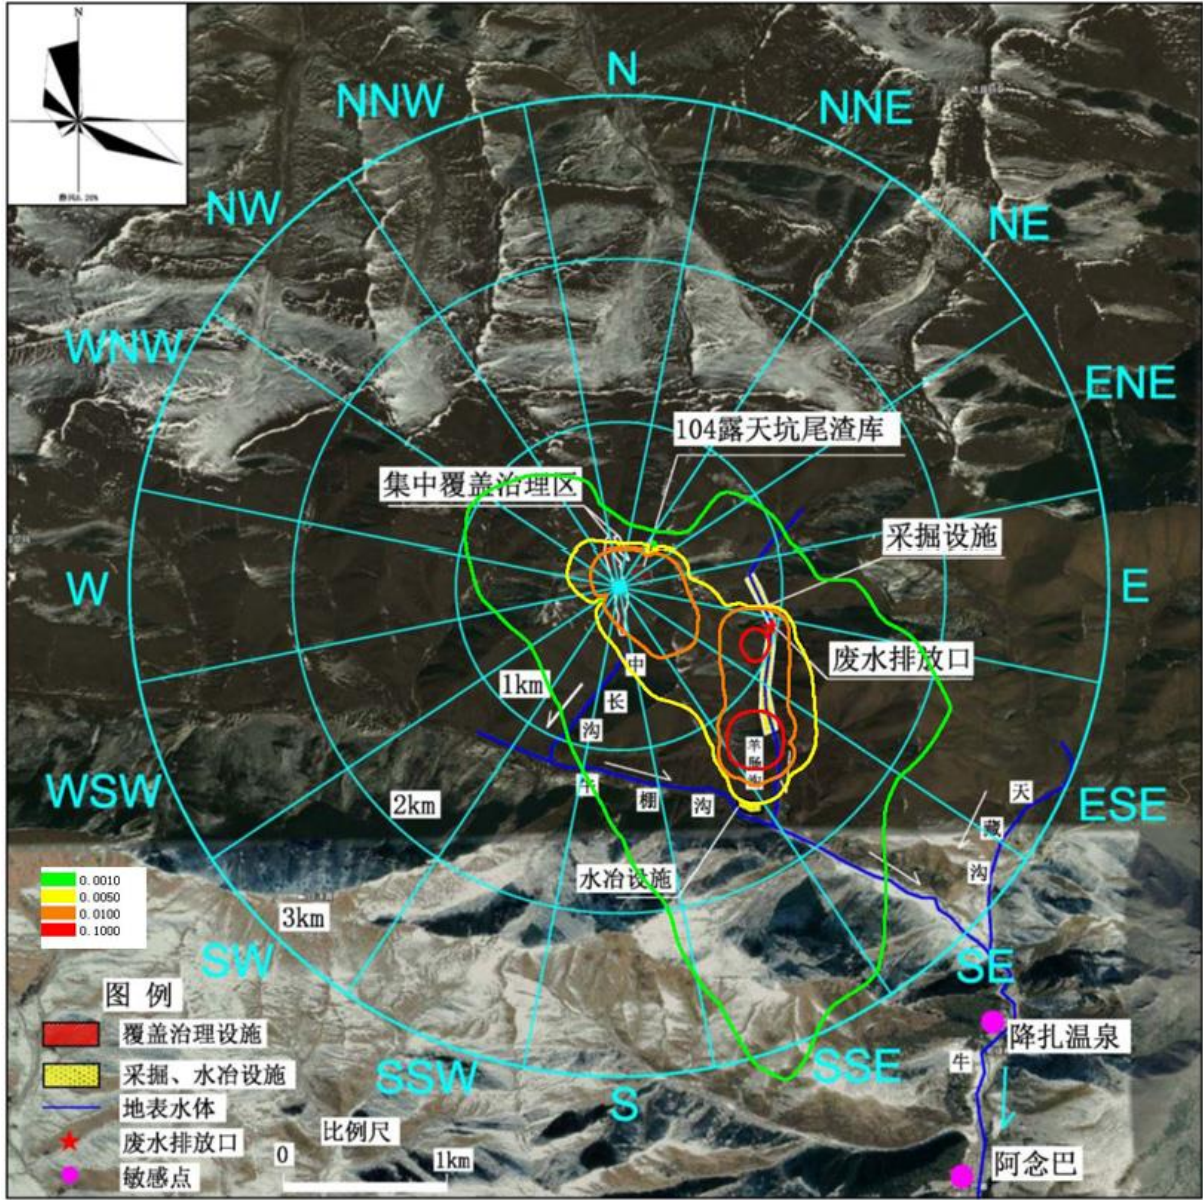 N
静风0.20%
N
NNW
NNE
NW
NE
WNW
ENE
104露天坑尾渣库
集中覆盖治理区
采掘设施
W
E
废水排放口
中
长
沟
1km
羊
肠
沟
牛
棚
沟
WSW
ESE
2km
天
藏
沟
水冶设施
0.0010
0.0050
0.0100
0.1000
3km
SW
SE
图 例
覆盖治理设施
采掘、水冶设施
地表水体
废水排放口
敏感点
降扎温泉
牛
SSW
SSE
S
比例尺
0
1km
阿念巴